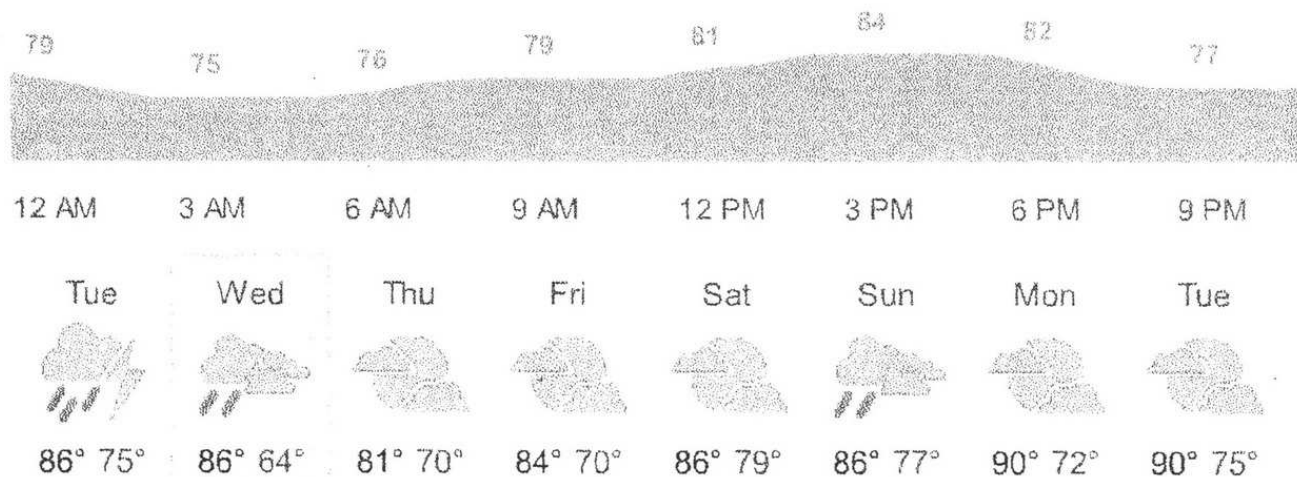 79 75 76 79 81 84 82 77
12 AM 3 AM 6 AM 9 AM 12 PM 3 PM 6 PM 9 PM
Tue Wed Thu Fri Sat Sun Mon Tue
86° 75° 86° 64° 81° 70° 84° 70° 86° 79° 86° 77° 90° 72° 90° 75°